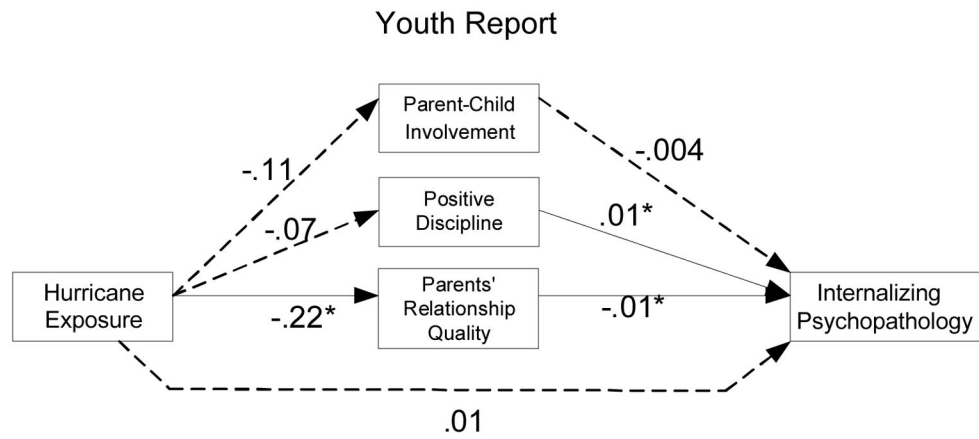 Youth Report
Parent-Child
Involvement
-.004
-.11
Positive
Discipline
.01*
-.07
Hurricane
Exposure
-.22*
Parents'
Relationship
Quality
-.01*
Internalizing
Psychopathology
.01